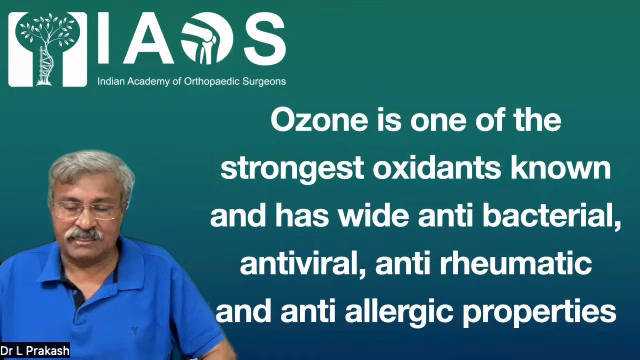 IAOS
Indian Academy of Orthopaedic Surgeons
Ozone is one of the
strongest oxidants known
and has wide anti bacterial,
antiviral, anti rheumatic
and anti allergic properties
Dr L Prakash